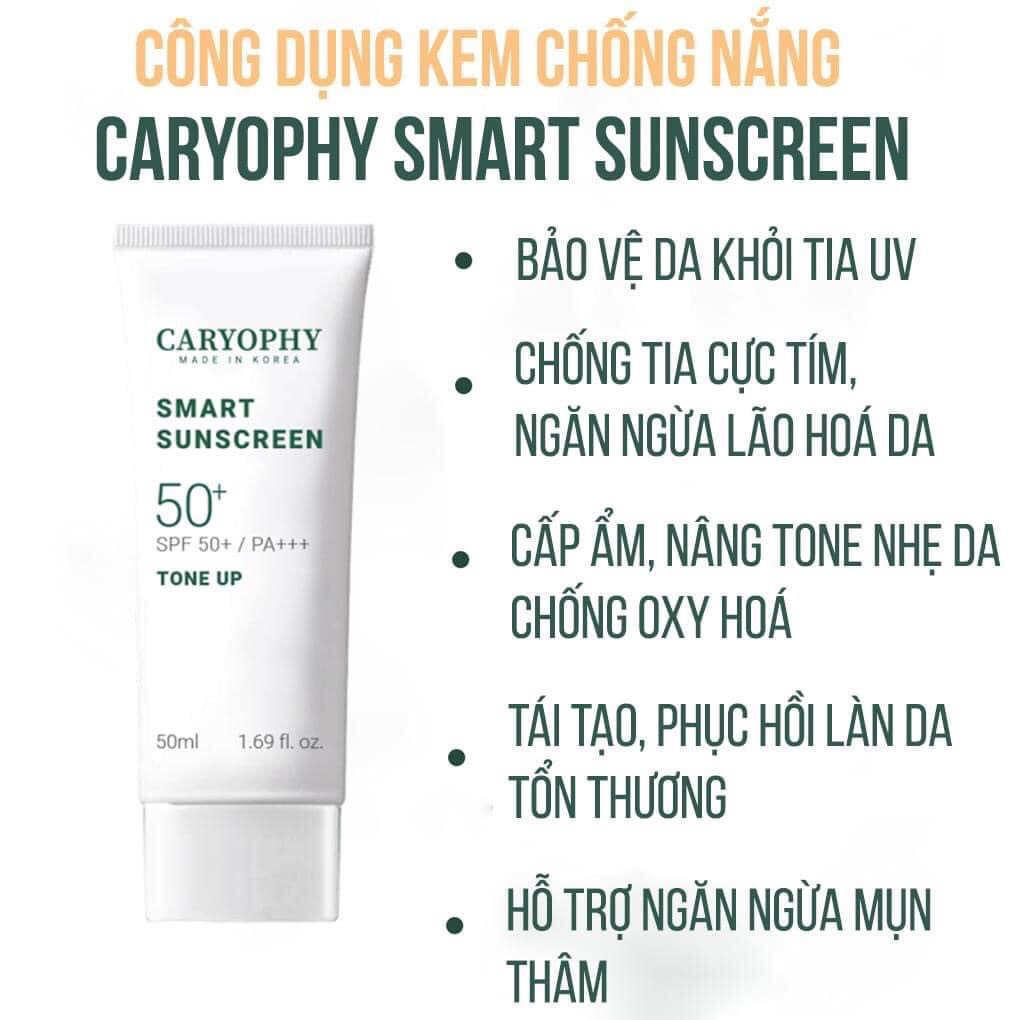 CÔNG DỤNG KEM CHỐNG NẮNG
CARYOPHY SMART SUNSCREEN
CARYOPHY
MADE IN KOREA
SMART
SUNSCREEN
50+
SPF 50+ / PA+++
TONE UP
50ml 1.69 fl. oz.
• BẢO VỆ DA KHỎI TIA UV
• CHỐNG TIA CỰC TÍM,
NGĂN NGỪA LÃO HOÁ DA
• CẤP ẨM, NÂNG TONE NHẸ DA
CHỐNG OXY HOÁ
• TÁI TẠO, PHỤC HỒI LÀN DA
TỔN THƯƠNG
• HỖ TRỢ NGĂN NGỪA MỤN
THÂM